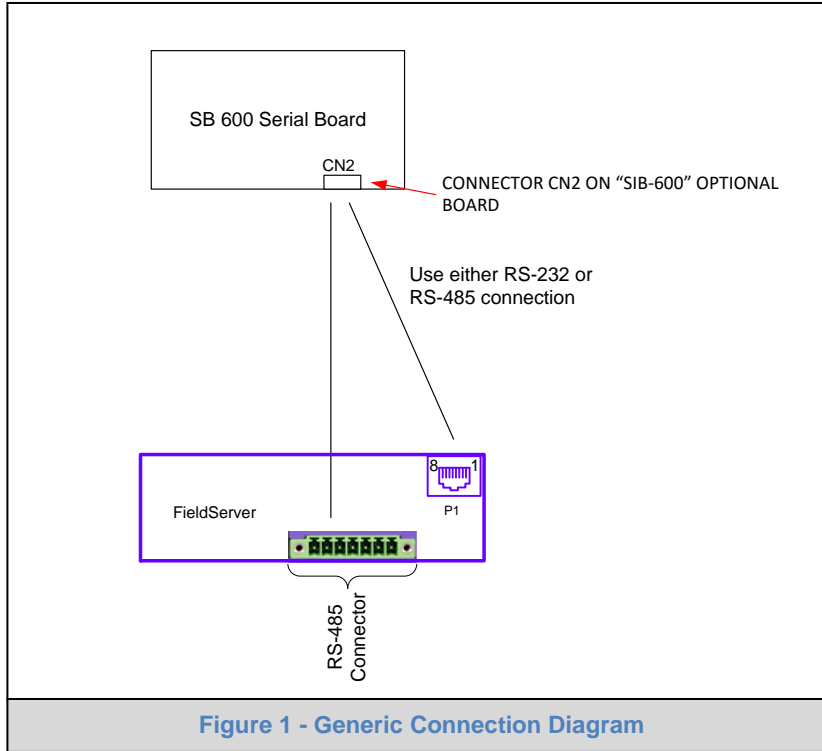 SB 600 Serial Board
CN2
CONNECTOR CN2 ON “SIB-600” OPTIONAL
BOARD
Use either RS-232 or
RS-485 connection
8 1
FieldServer
P1
RS-485
Connector
Figure 1 - Generic Connection Diagram